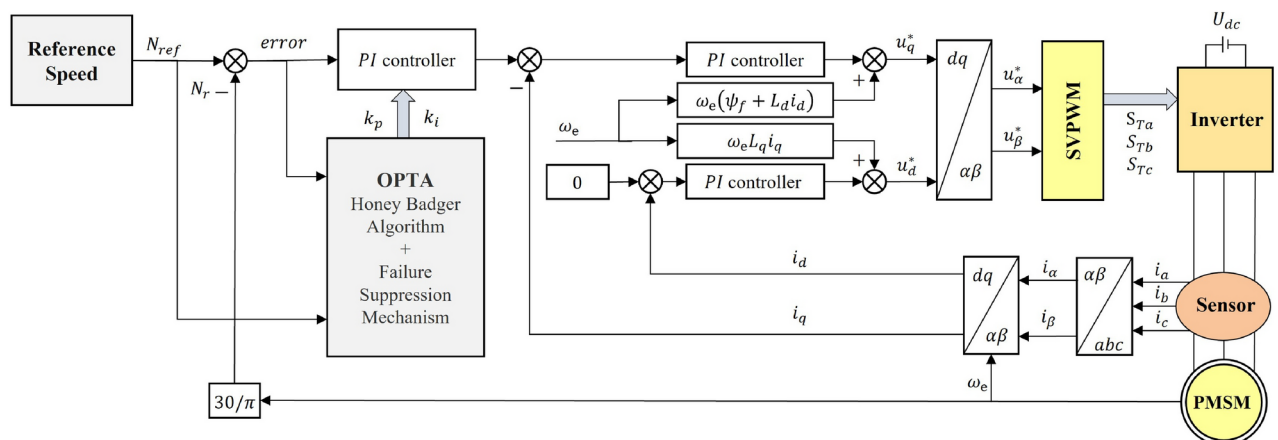 Reference
Speed
N_ref
N_r −
error
PI controller
k_p
k_i
OPTA
Honey Badger
Algorithm
+
Failure
Suppression
Mechanism
30/π
−
ω_e
0
PI controller
ω_e(ψ_f + L_d i_d)
ω_e L_q i_q
PI controller
+
+
u_q^*
u_d^*
dq
αβ
u_α^*
u_β^*
SVPWM
S_Ta
S_Tb
S_Tc
U_dc
Inverter
i_d
i_q
dq
αβ
i_α
i_β
αβ
abc
i_a
i_b
i_c
Sensor
ω_e
PMSM